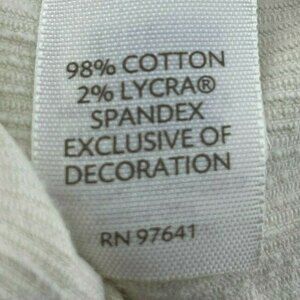 98% COTTON
2% LYCRA®
SPANDEX
EXCLUSIVE OF
DECORATION
RN 97641